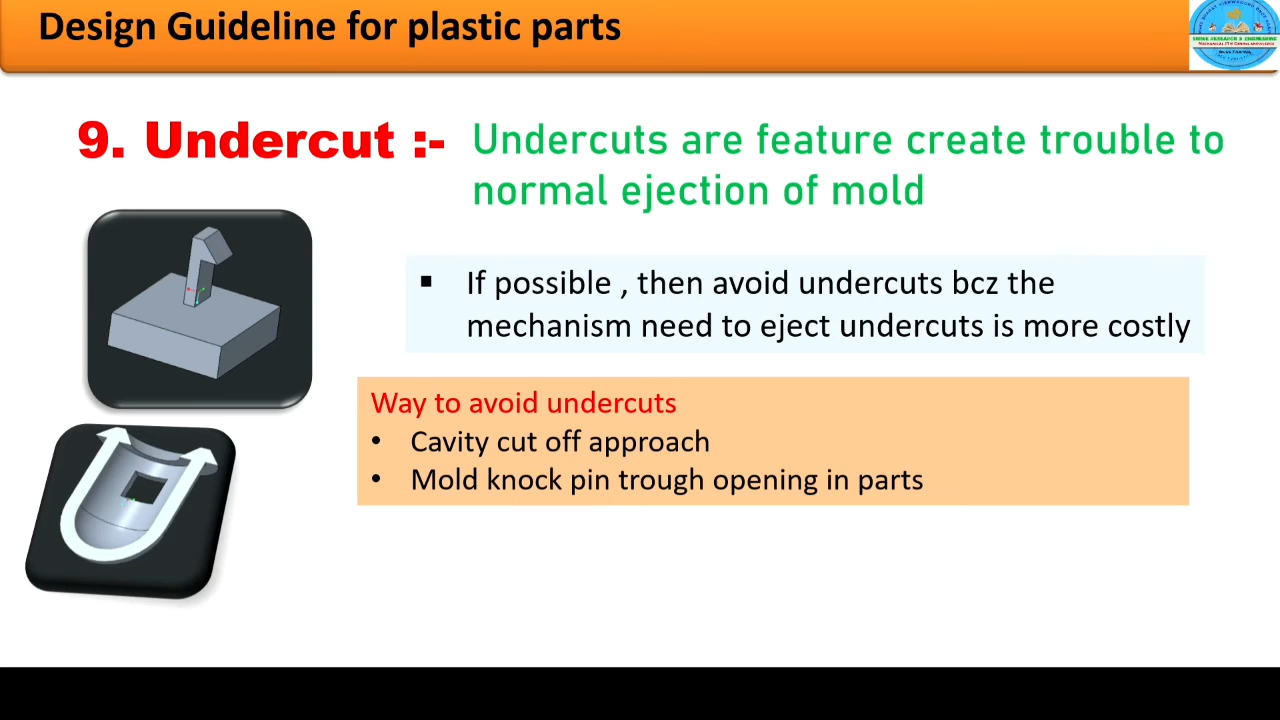 Design Guideline for plastic parts
9. Undercut :-
Undercuts are feature create trouble to
normal ejection of mold
▪ If possible , then avoid undercuts bcz the
mechanism need to eject undercuts is more costly
Way to avoid undercuts
• Cavity cut off approach
• Mold knock pin trough opening in parts